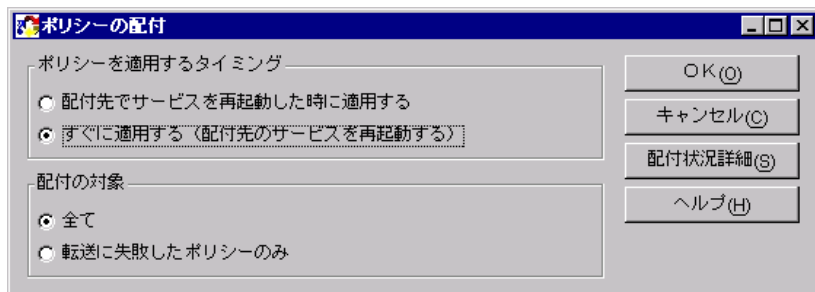 ポリシーの配付
ポリシーを適用するタイミング
配付先でサービスを再起動した時に適用する
すぐに適用する（配付先のサービスを再起動する）
配付の対象
全て
転送に失敗したポリシーのみ
ＯＫ(O)
キャンセル(C)
配付状況詳細(S)
ヘルプ(H)